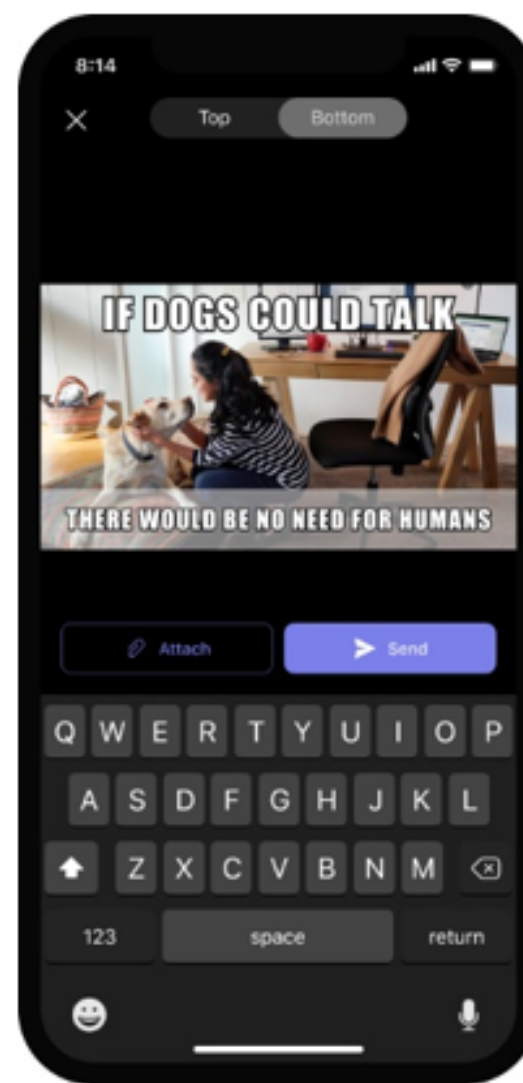 8:14
Top Bottom
IF DOGS COULD TALK
THERE WOULD BE NO NEED FOR HUMANS
Attach Send
Q W E R T Y U I O P
A S D F G H J K L
Z X C V B N M
123 space return